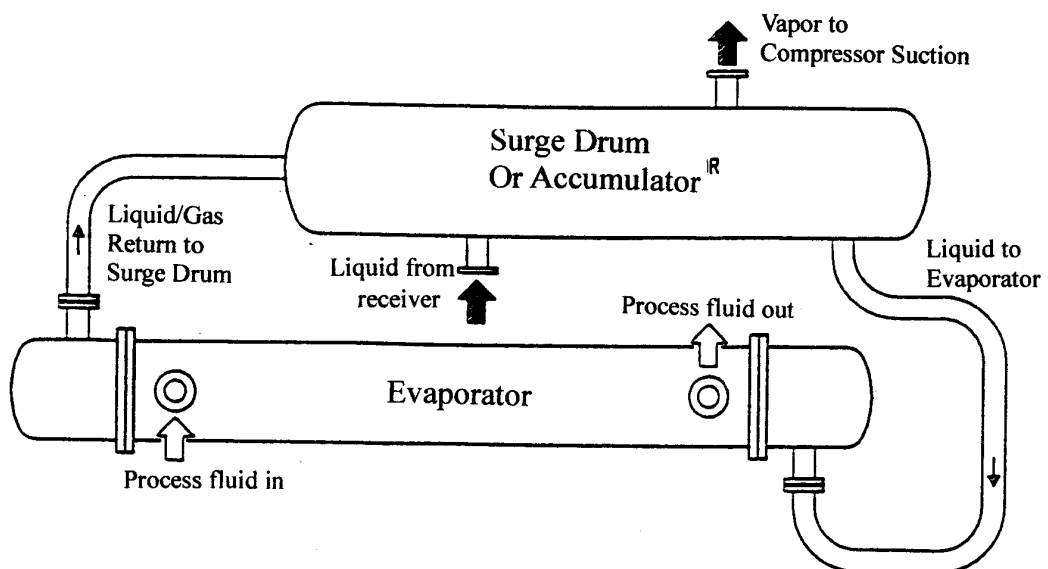 Vapor to
Compressor Suction
Surge Drum
Or Accumulator IR
Liquid/Gas
Return to
Surge Drum
Liquid from
receiver
Liquid to
Evaporator
Process fluid out
Evaporator
Process fluid in